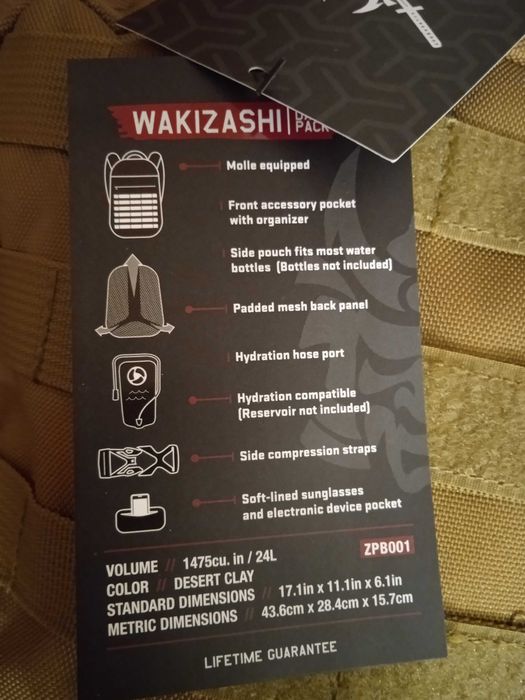 WAKIZASHI
PACK
Molle equipped
Front accessory pocket
with organizer
Side pouch fits most water
bottles (Bottles not included)
Padded mesh back panel
Hydration hose port
Hydration compatible
(Reservoir not included)
Side compression straps
Soft-lined sunglasses
and electronic device pocket
ZPB001
VOLUME // 1475cu. in / 24L
COLOR // DESERT CLAY
STANDARD DIMENSIONS // 17.1in x 11.1in x 6.1in
METRIC DIMENSIONS // 43.6cm x 28.4cm x 15.7cm
LIFETIME GUARANTEE